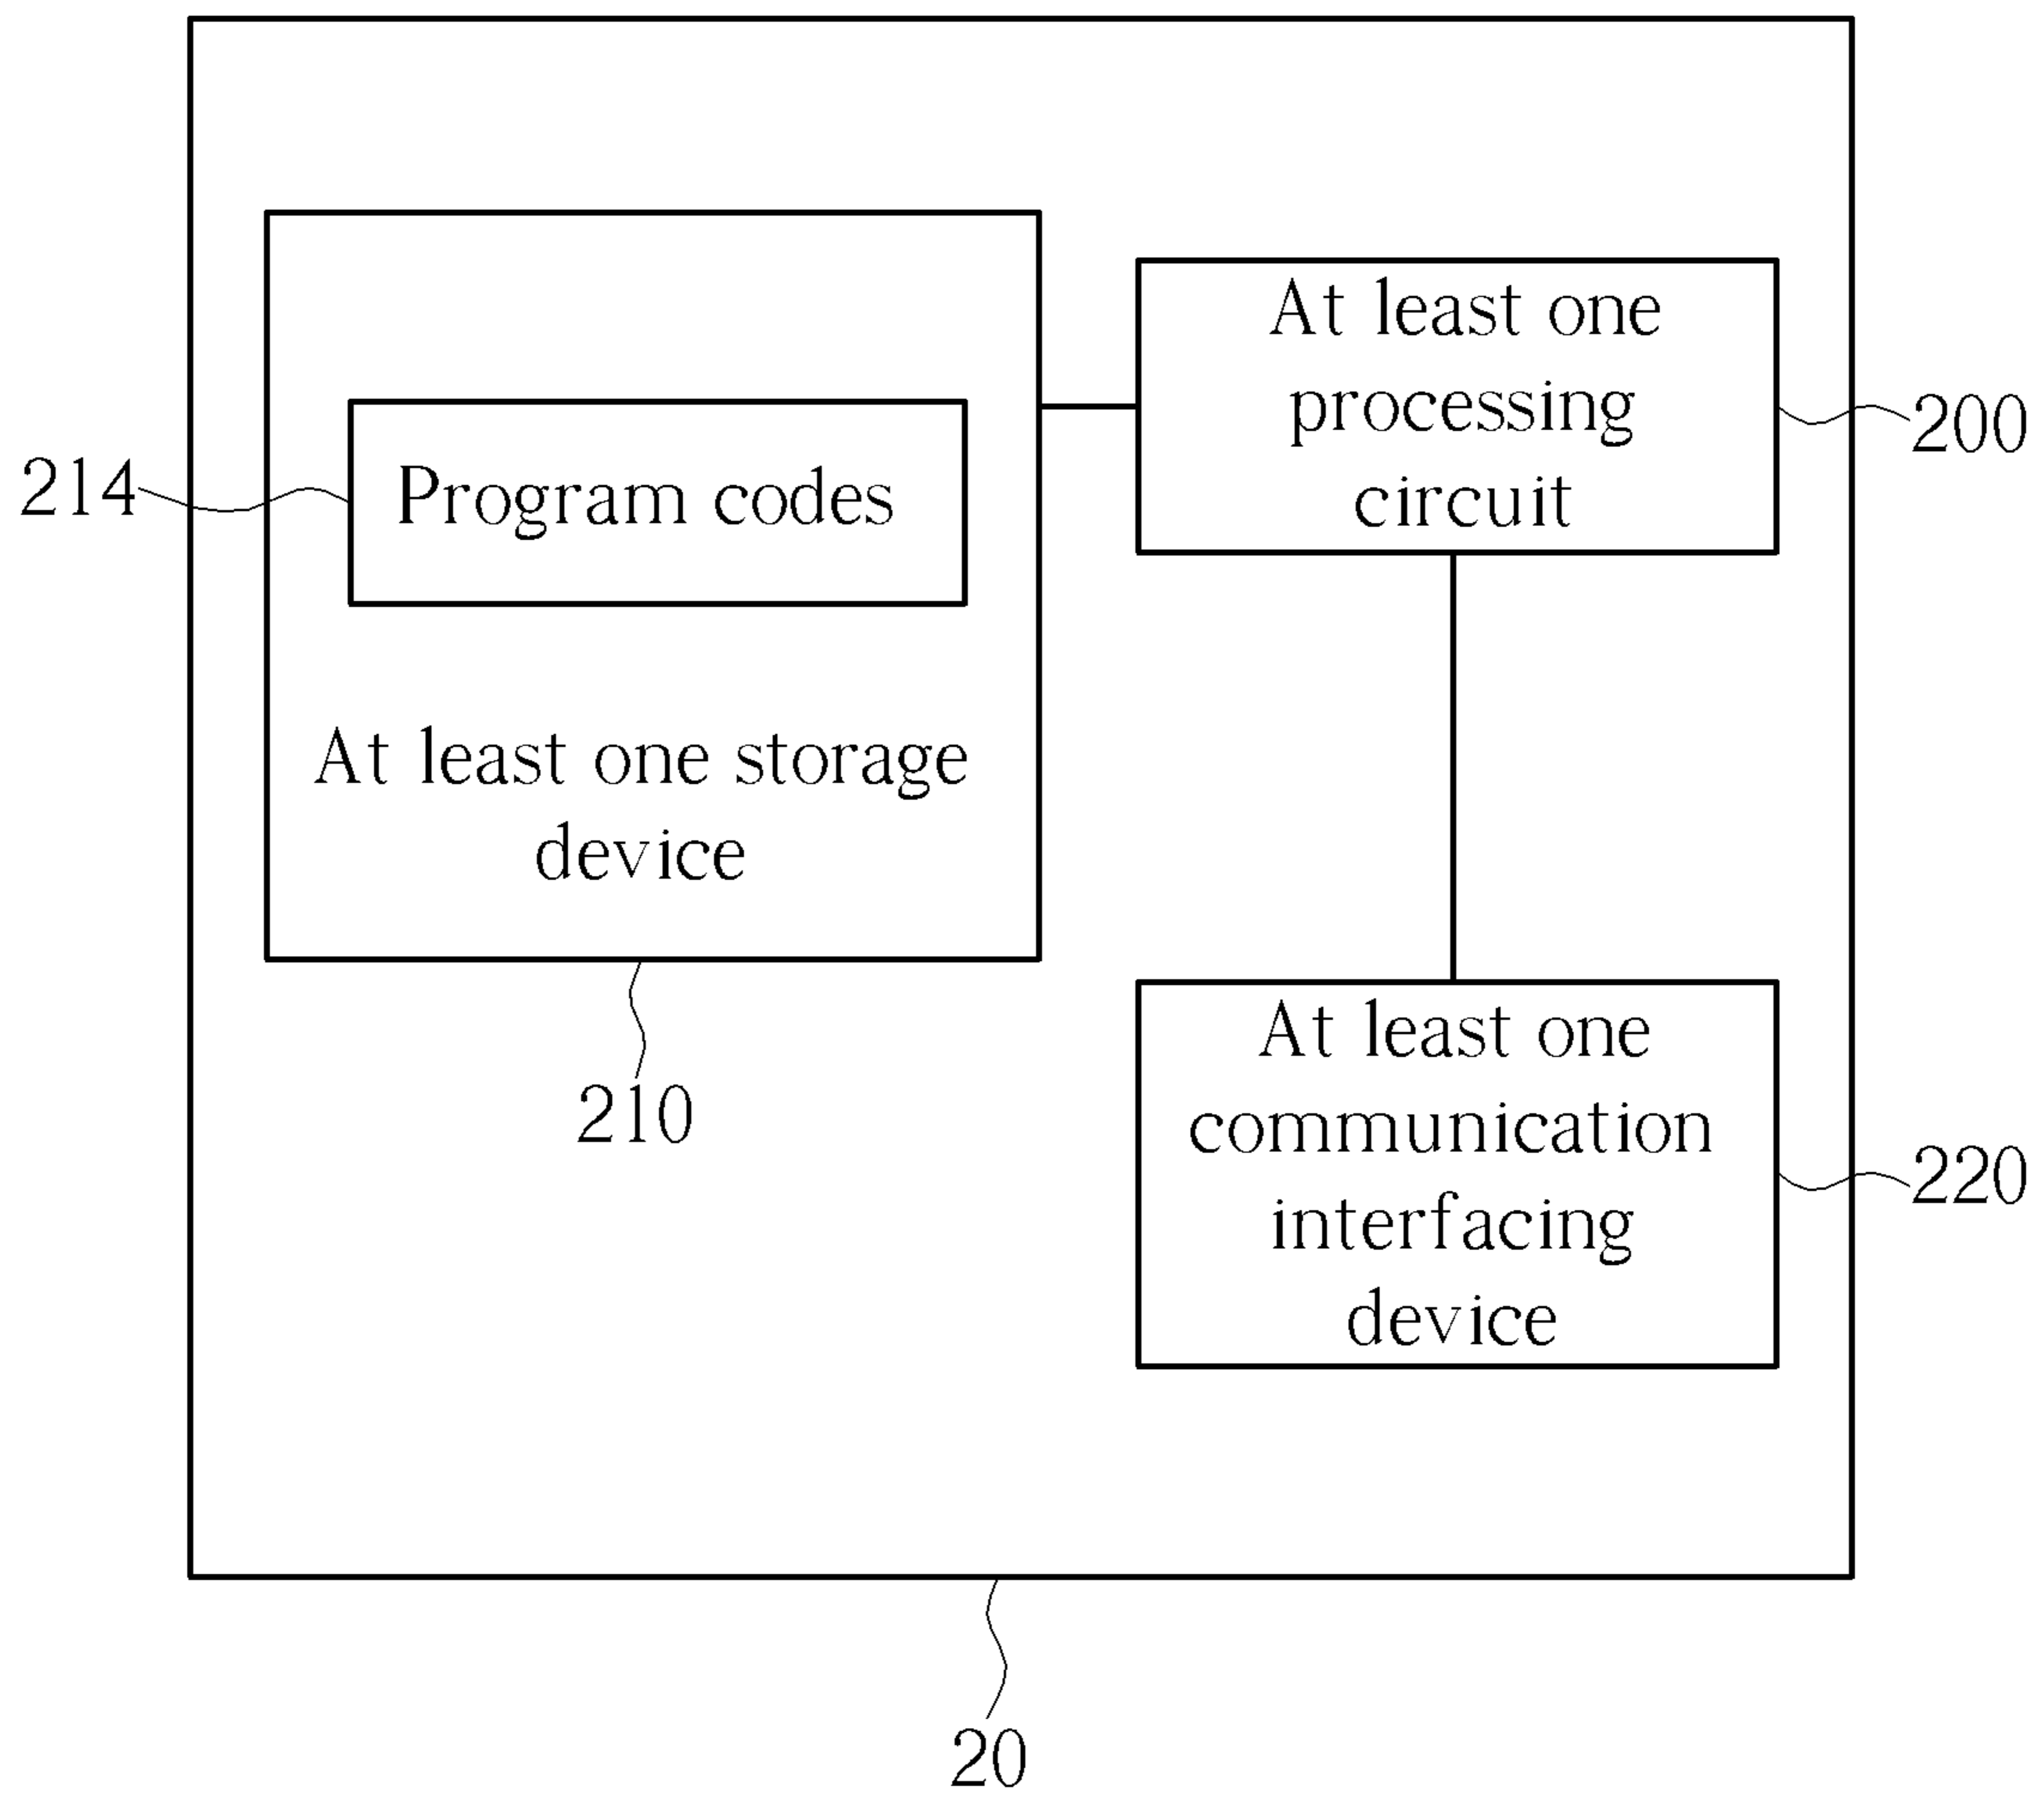 At least one
processing
circuit
200
214
Program codes
At least one storage
device
210
At least one
communication
interfacing
device
220
20